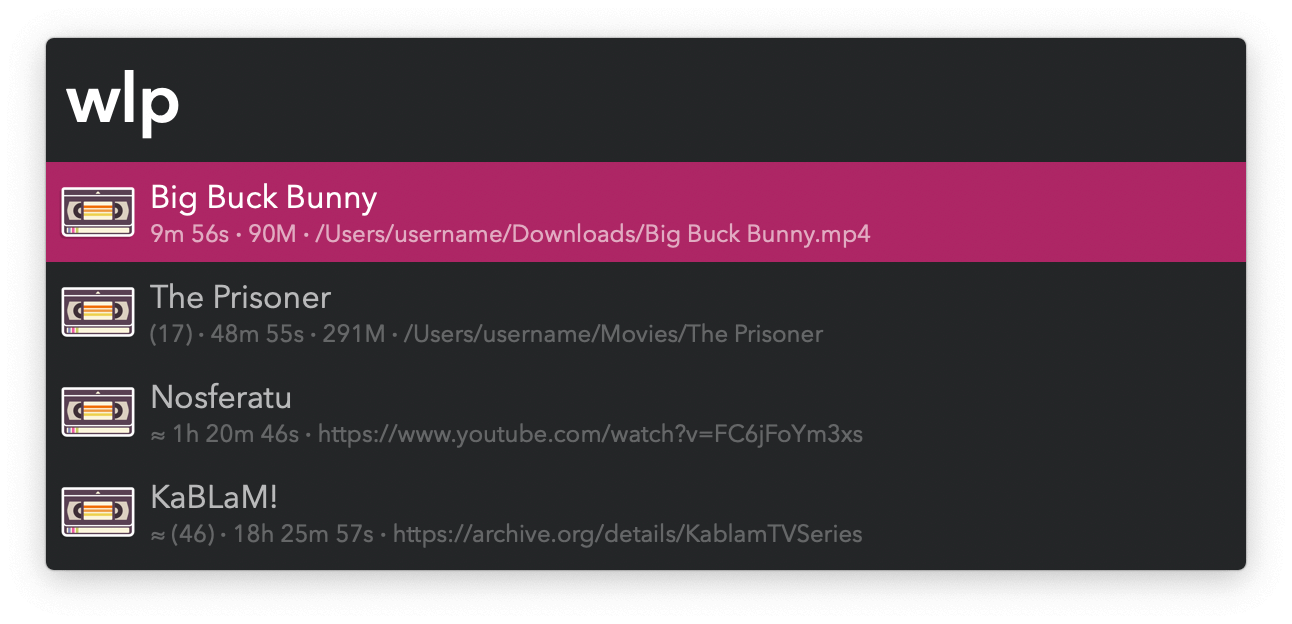 wlp
Big Buck Bunny
9m 56s · 90M · /Users/username/Downloads/Big Buck Bunny.mp4
The Prisoner
(17) · 48m 55s · 291M · /Users/username/Movies/The Prisoner
Nosferatu
≈ 1h 20m 46s · https://www.youtube.com/watch?v=FC6jFoYm3xs
KaBLaM!
≈ (46) · 18h 25m 57s · https://archive.org/details/KablamTVSeries